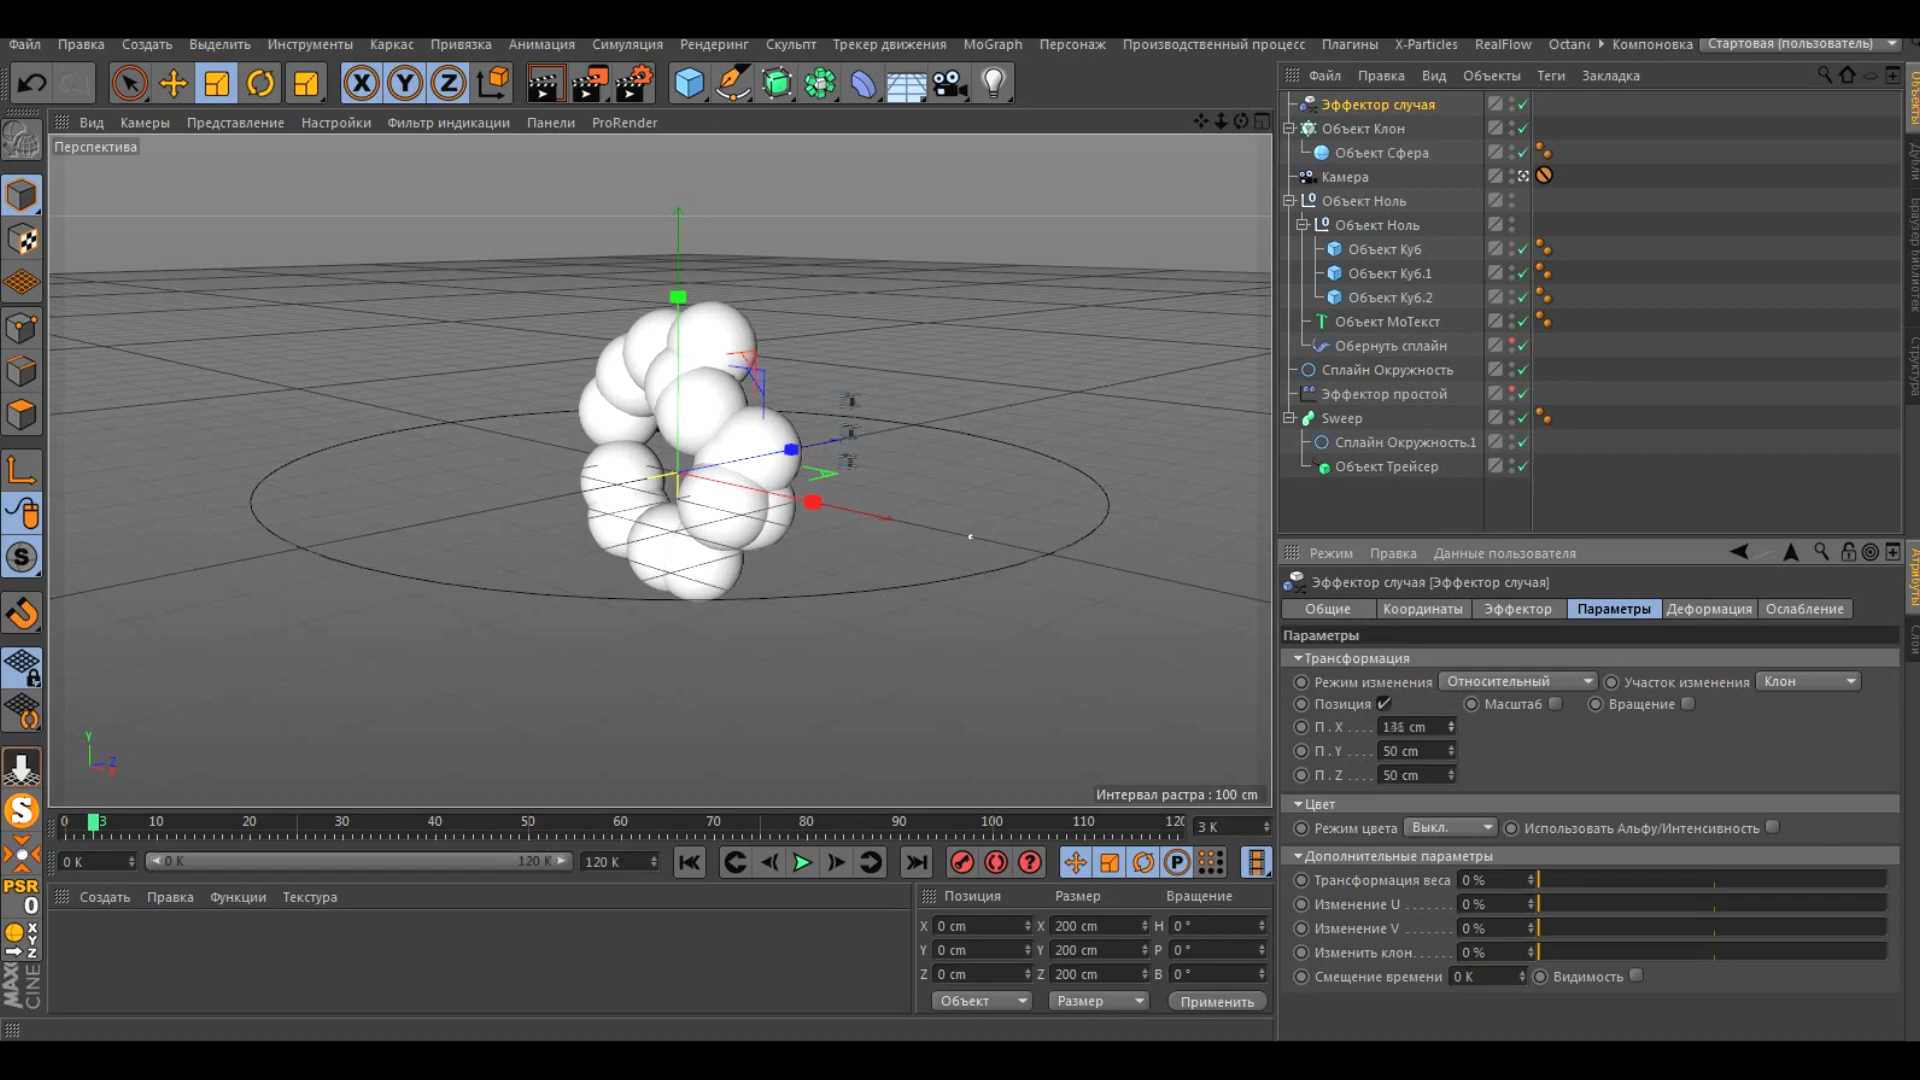 Файл Правка Создать Выделить Инструменты Каркас Привязка Анимация Симуляция Рендеринг Скульпт Трекер движения MoGraph Персонаж Производственный процесс Плагины X-Particles RealFlow Octane Компоновка Стартовая (пользователь)
X Y Z
Вид Камеры Представление Настройки Фильтр индикации Панели ProRender
Перспектива
Y
Z
Интервал растра : 100 cm
0 3 10 20 30 40 50 60 70 80 90 100 110 120
3 K
0 K
0 K 120 K
120 K
P
Создать Правка Функции Текстура
Позиция Размер Вращение
X 0 cm X 200 cm H 0 °
Y 0 cm Y 200 cm P 0 °
Z 0 cm Z 200 cm B 0 °
Объект Размер Применить
S
S
PSR
0
X
Y
Z
CINE
Файл Правка Вид Объекты Теги Закладка
Эффектор случая
Объект Клон
Объект Сфера
Камера
Объект Ноль
Объект Ноль
Объект Куб
Объект Куб.1
Объект Куб.2
Объект МоТекст
Обернуть сплайн
Сплайн Окружность
Эффектор простой
Sweep
Сплайн Окружность.1
Объект Трейсер
Режим Правка Данные пользователя
Эффектор случая [Эффектор случая]
Общие Координаты Эффектор Параметры Деформация Ослабление
Параметры
Трансформация
Режим изменения Относительный Участок изменения Клон
Позиция Масштаб Вращение
П . X . . . .
П . Y . . . . 50 cm
П . Z . . . . 50 cm
Цвет
Режим цвета Выкл. Использовать Альфу/Интенсивность
Дополнительные параметры
Трансформация веса 0 %
Изменение U . . . . . . . 0 %
Изменение V . . . . . . . 0 %
Изменить клон. . . . . . 0 %
Смещение времени 0 K Видимость
Объекты
Дубли
Браузер библиотек
Структура
Атрибуты
Слои